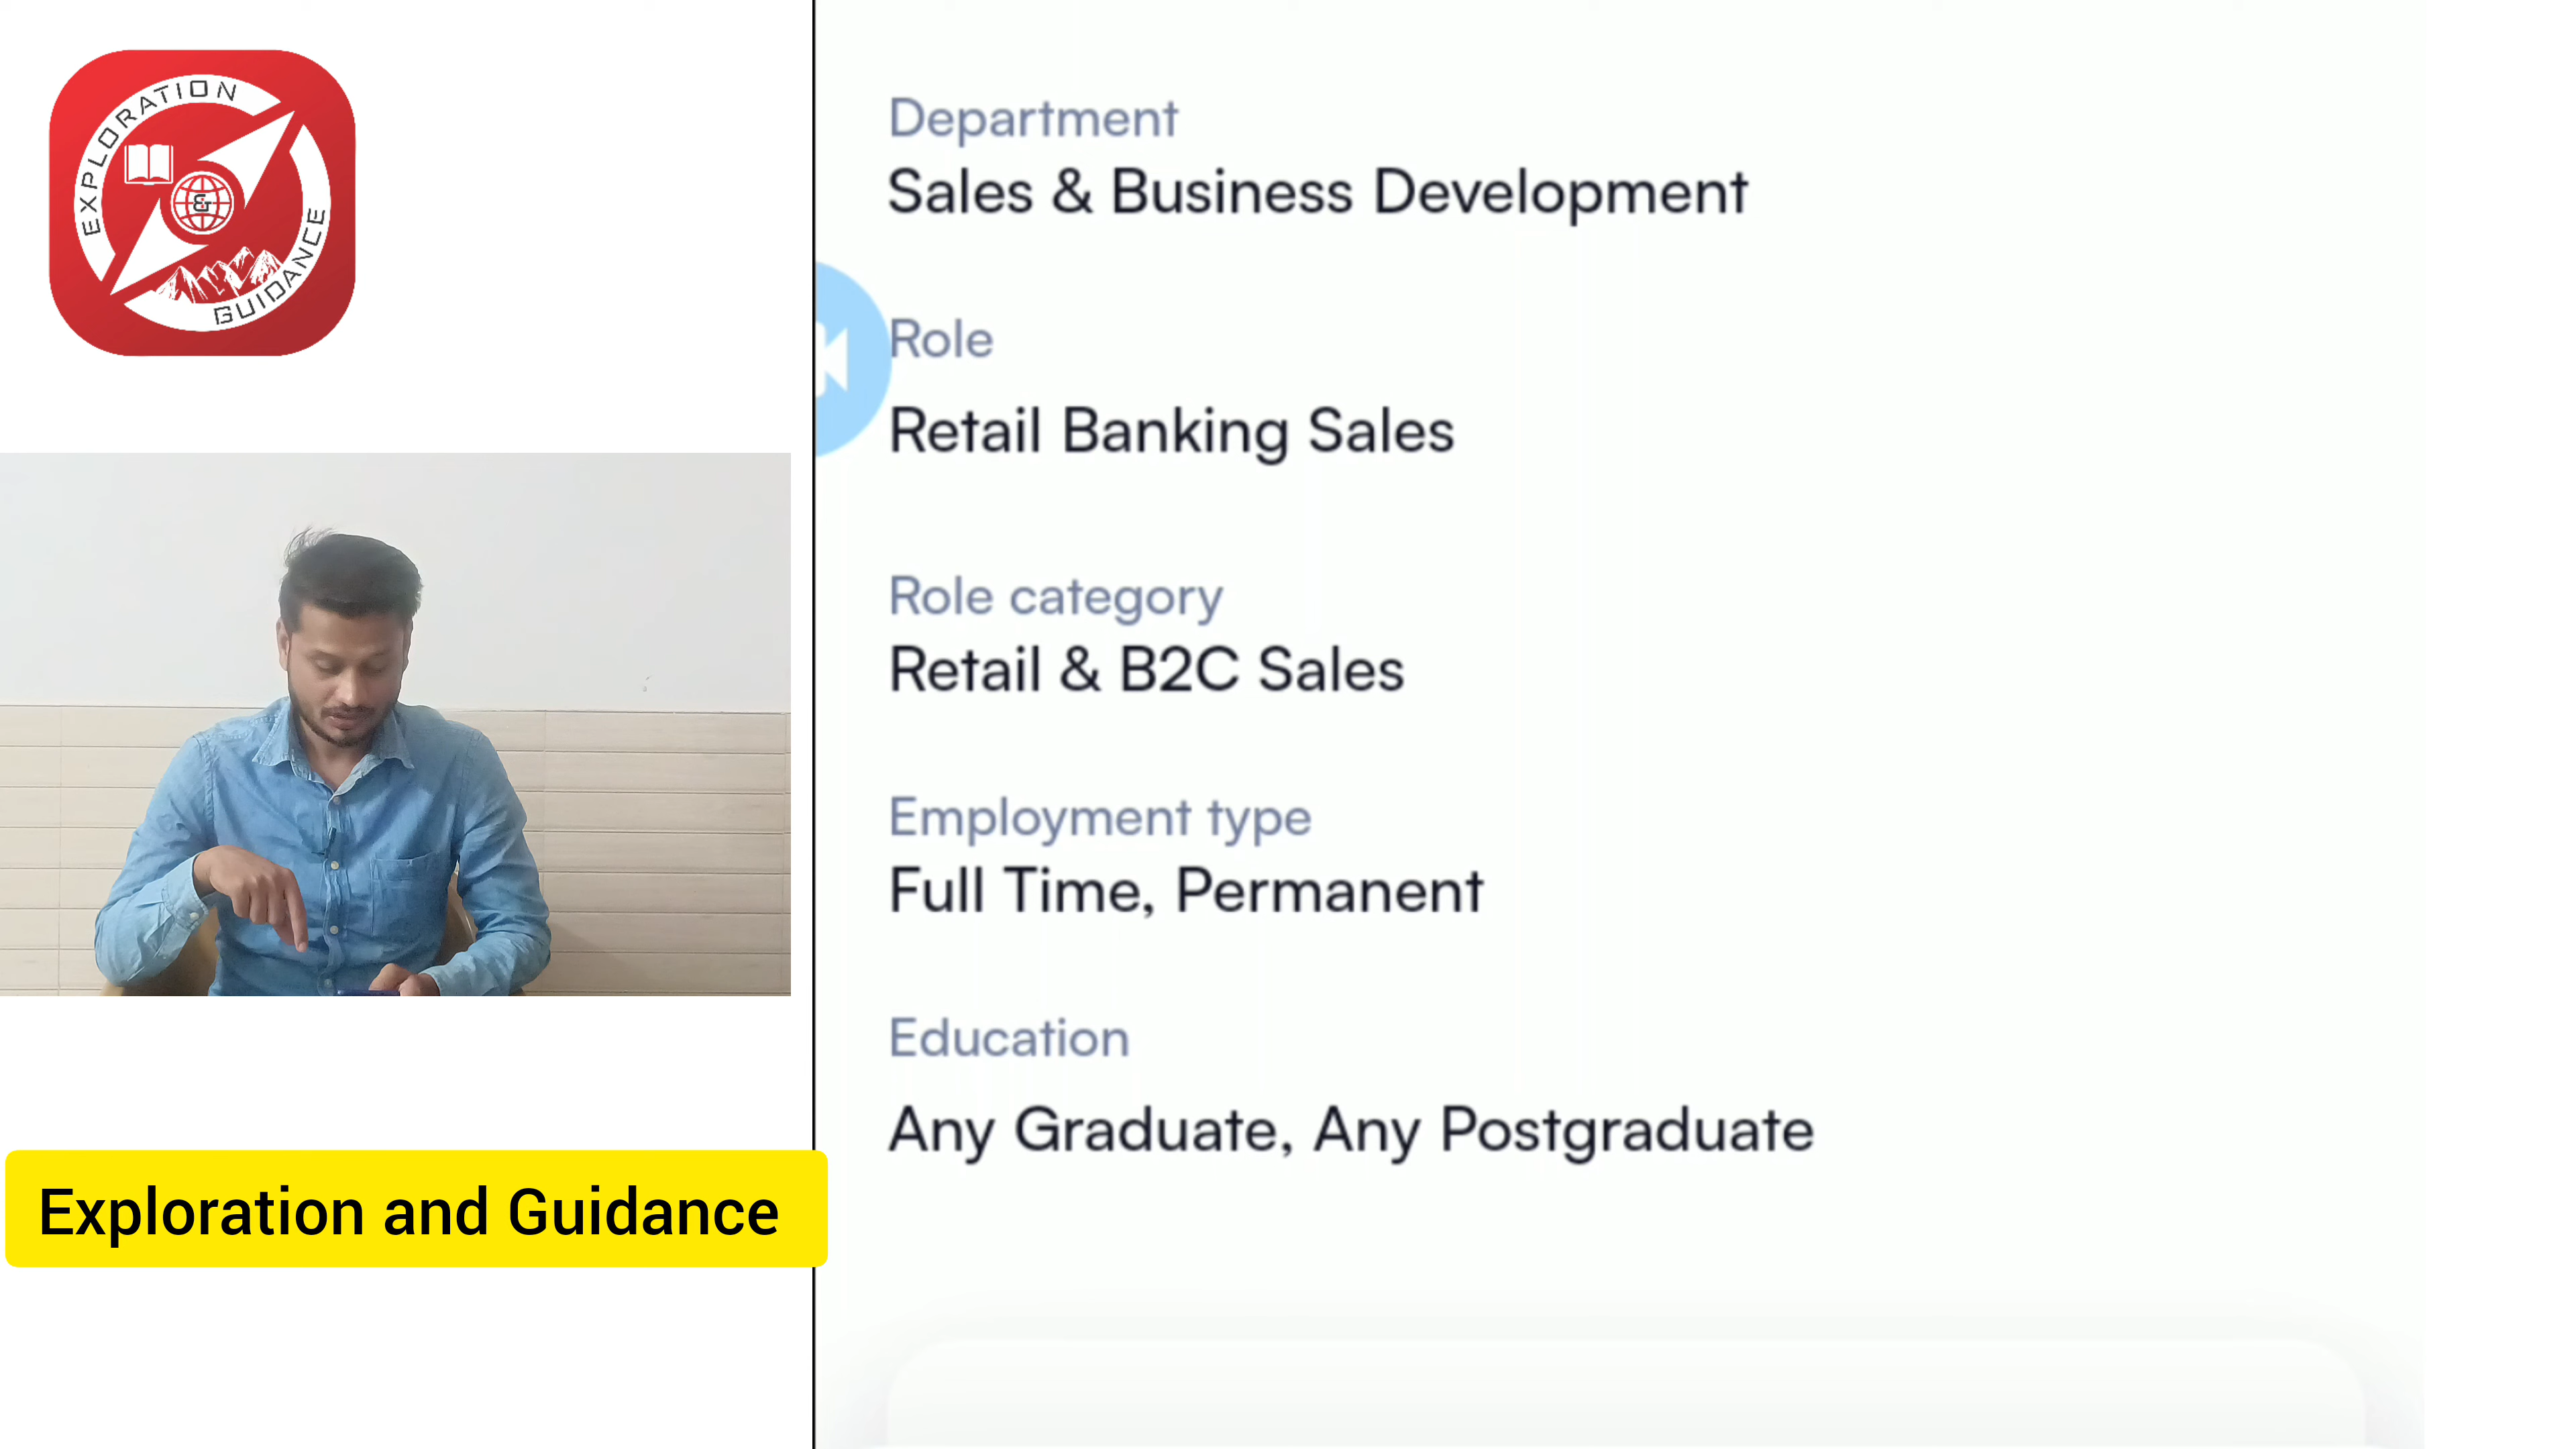 EXPLORATION
&
GUIDANCE
Exploration and Guidance
Department
Sales & Business Development
Role
Retail Banking Sales
Role category
Retail & B2C Sales
Employment type
Full Time, Permanent
Education
Any Graduate, Any Postgraduate